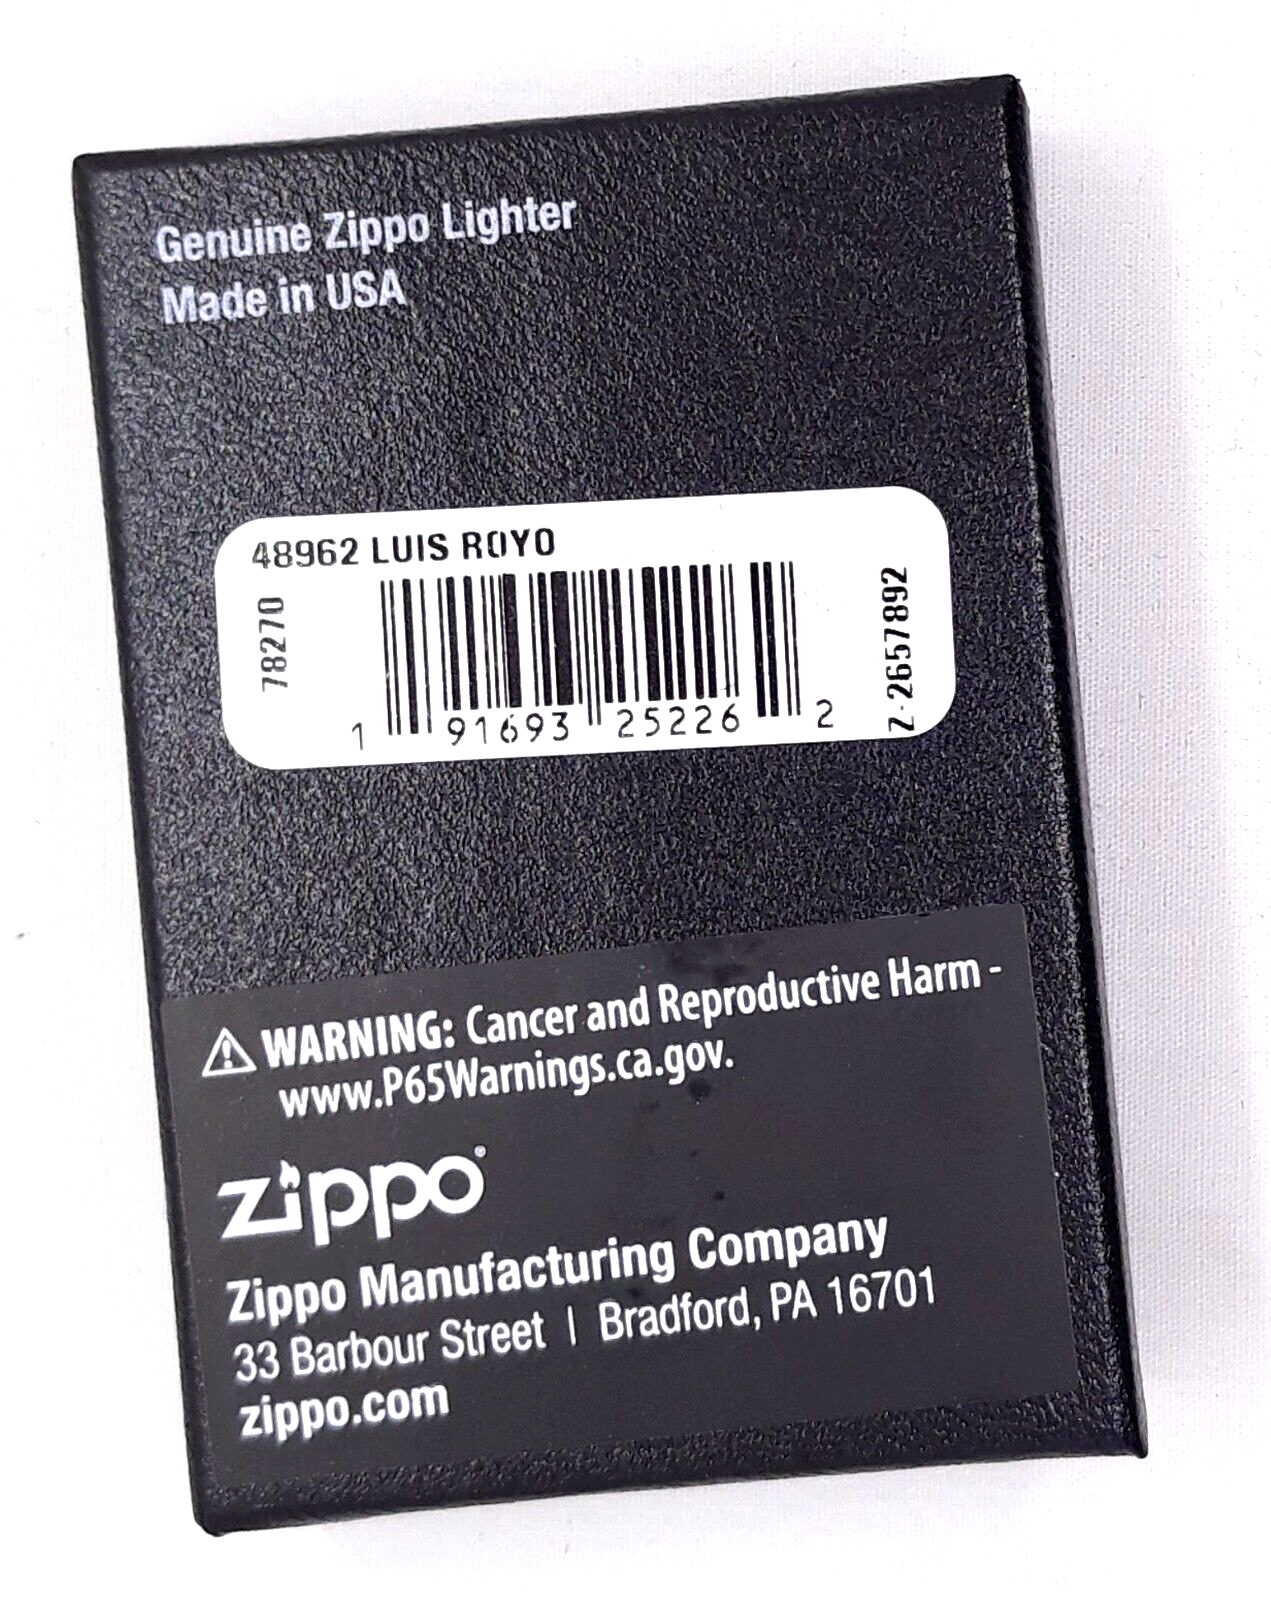 Genuine Zippo Lighter
Made in USA
48962 LUIS ROYO
78270
1 91693 25226 2
Z-2657892
WARNING: Cancer and Reproductive Harm -
www.P65Warnings.ca.gov.
zippo®
Zippo Manufacturing Company
33 Barbour Street | Bradford, PA 16701
zippo.com